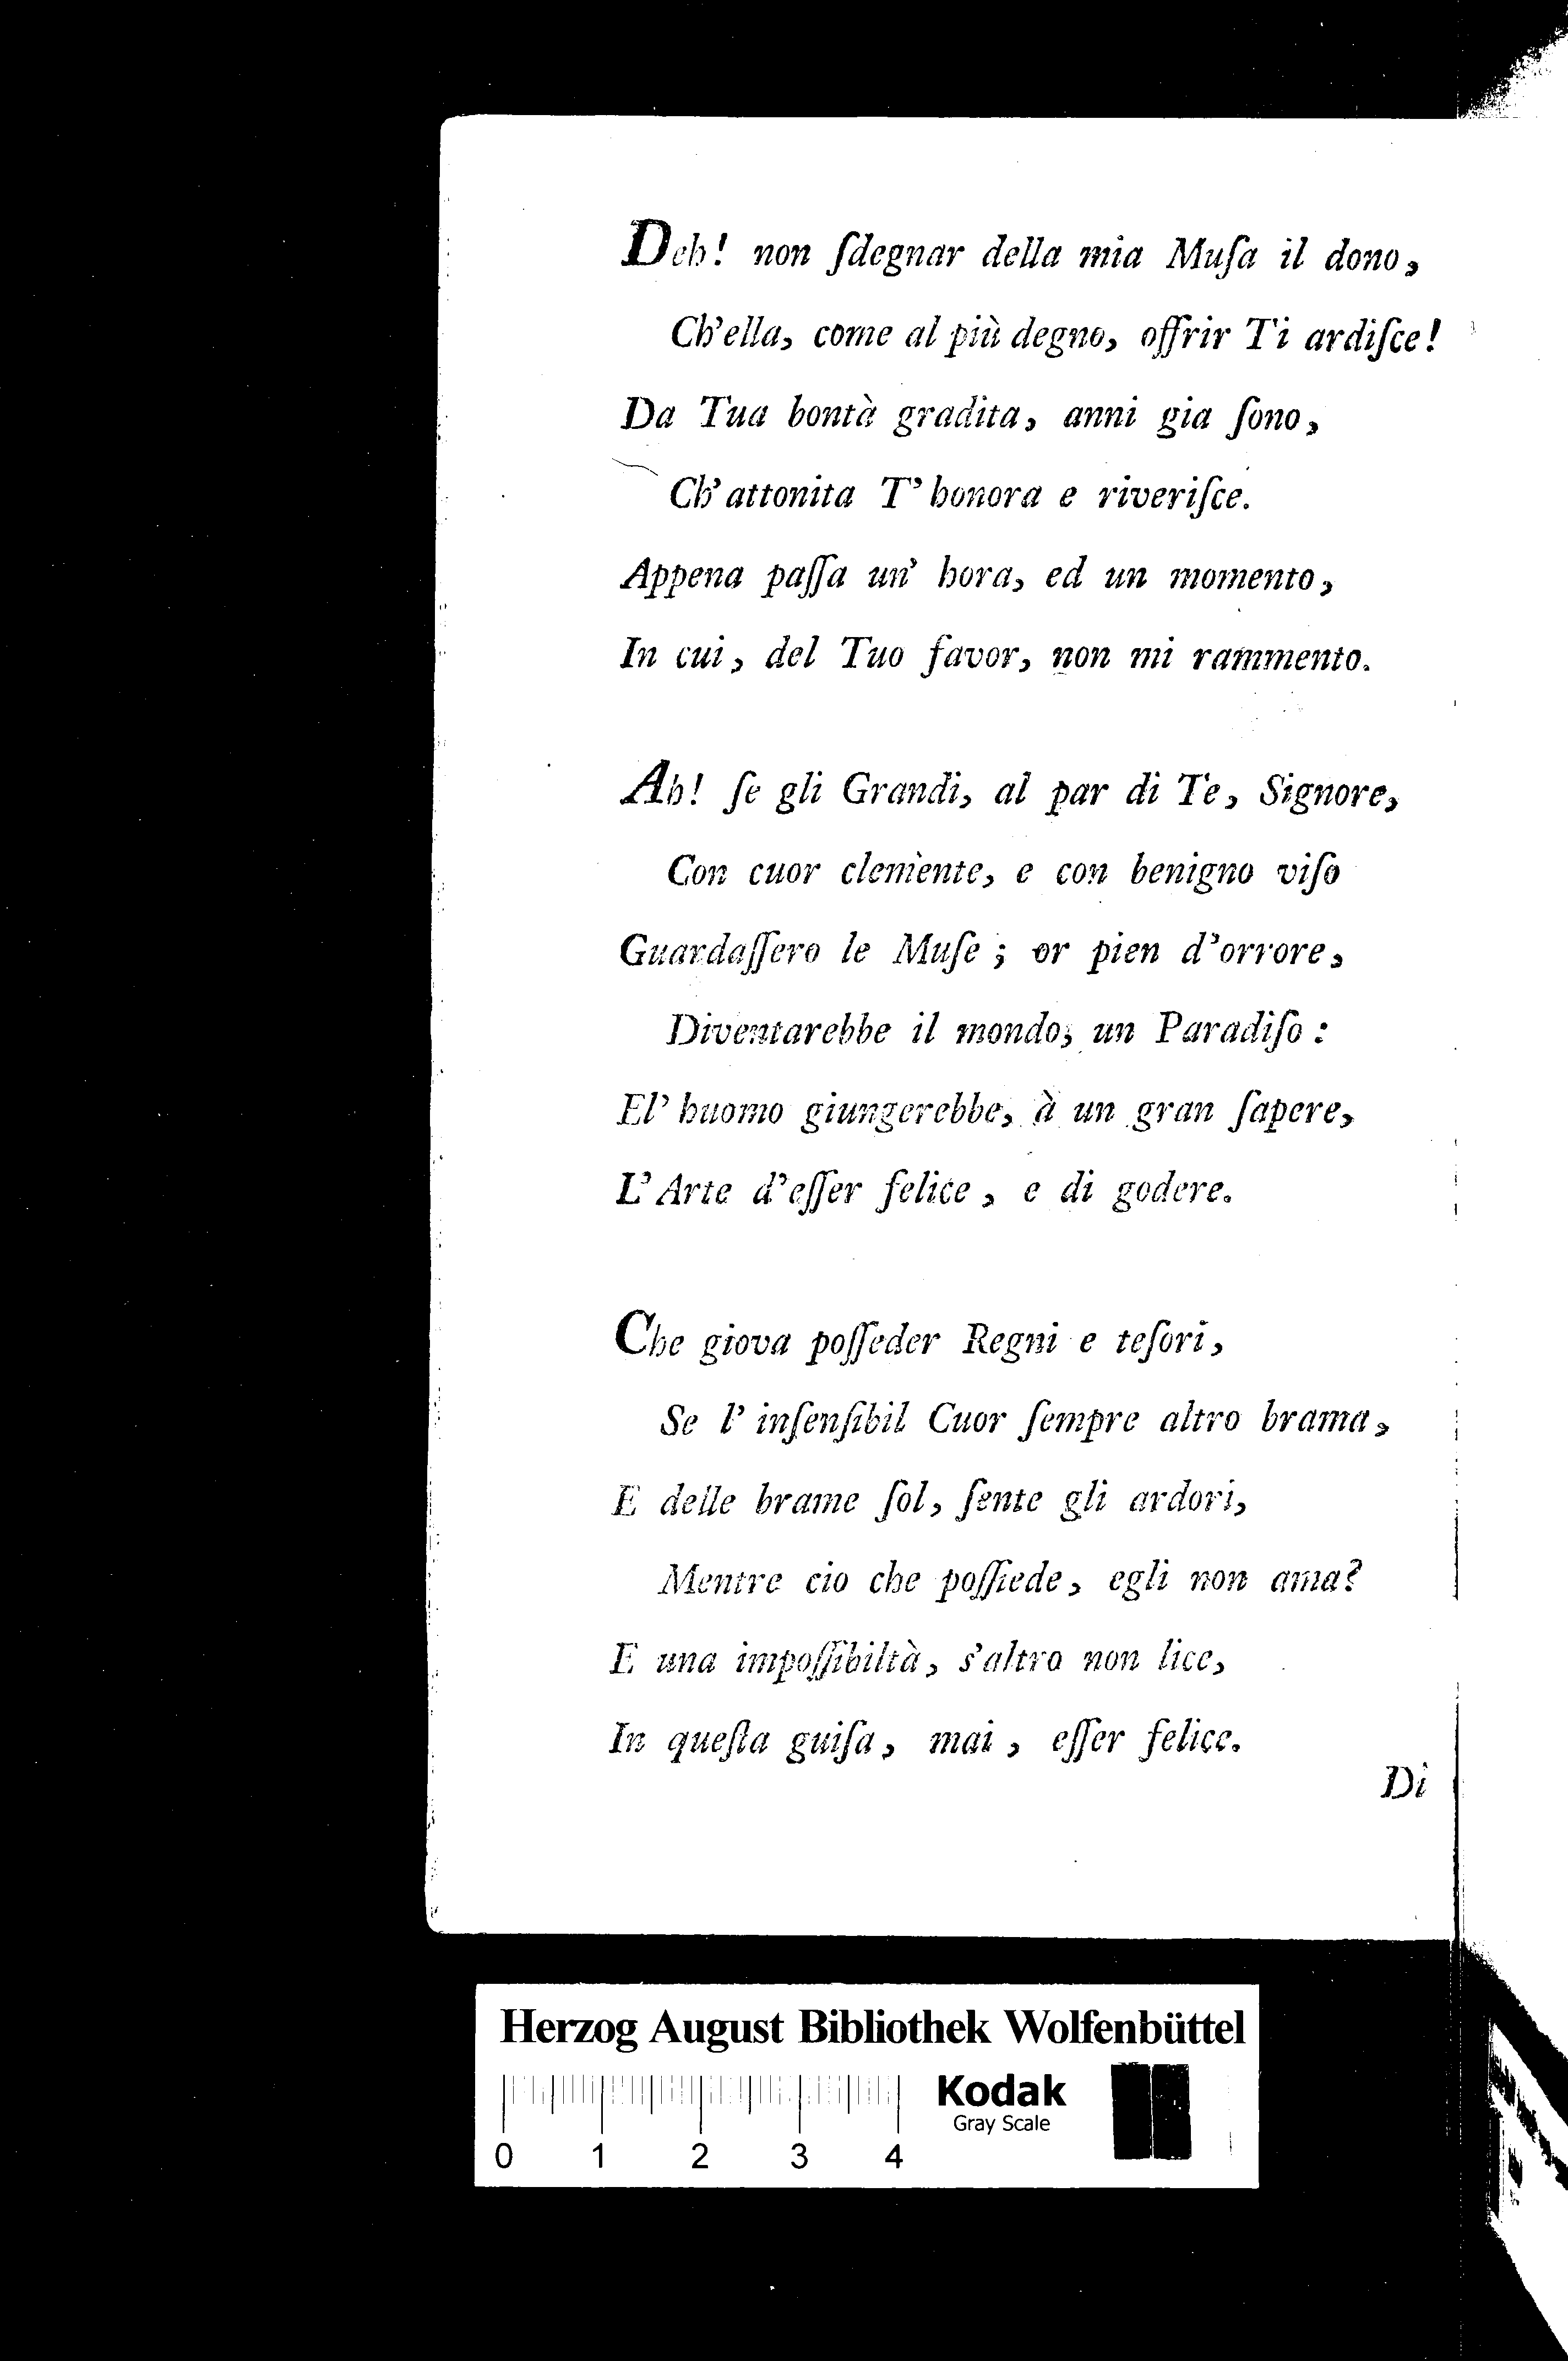 Deh! non ſdegnar della mia Muſa il dono,
Ch'ella, come al più degno, offrir Ti ardiſce!
Da Tua bontà gradita, anni gia ſono,
Ch' attonita T' honora e riveriſce.
Appena paſſa un' hora, ed un momento,
In cui, del Tuo favor, non mi rammento.
Ah! ſe gli Grandi, al par di Te, Signore,
Con cuor clemente, e con benigno viſo
Guardaſſero le Muſe; or pien d'orrore,
Diventarebbe il mondo, un Paradiſo:
El' huomo giungerebbe, à un gran ſapere,
L' Arte d'eſſer felice, e di godere.
Che giova poſſeder Regni e teſori,
Se l' inſenſibil Cuor ſempre altro brama,
E delle brame ſol, ſente gli ardori,
Mentre cio che poſſiede, egli non ama?
E una impoſſibiltà, s'altro non lice,
In queſta guiſa, mai, eſſer felice.
Di
Herzog August Bibliothek Wolfenbüttel
Kodak
Gray Scale
0 1 2 3 4